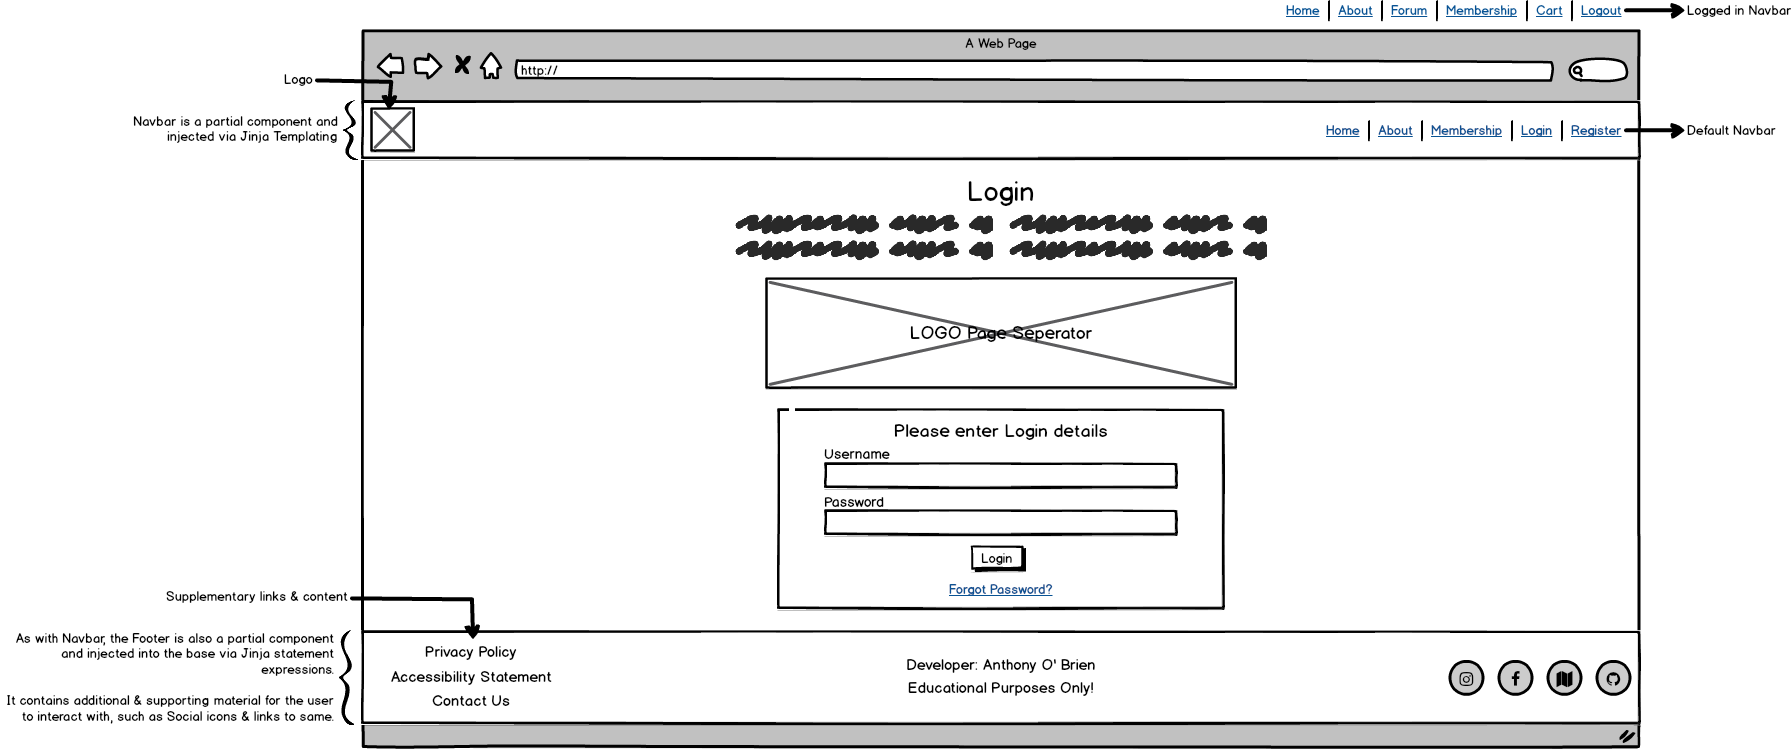 Home About Forum Membership Cart Logout Logged in Navbar
A Web Page
http://
Logo
Navbar is a partial component and
injected via Jinja Templating
Home About Membership Login Register Default Navbar
Login
LOGO Page Seperator
Please enter Login details
Username
Password
Login
Forgot Password?
Supplementary links & content
As with Navbar, the Footer is also a partial component
and injected into the base via Jinja statement
expressions.
It contains additional & supporting material for the user
to interact with, such as Social icons & links to same.
Privacy Policy
Accessibility Statement
Contact Us
Developer: Anthony O' Brien
Educational Purposes Only!